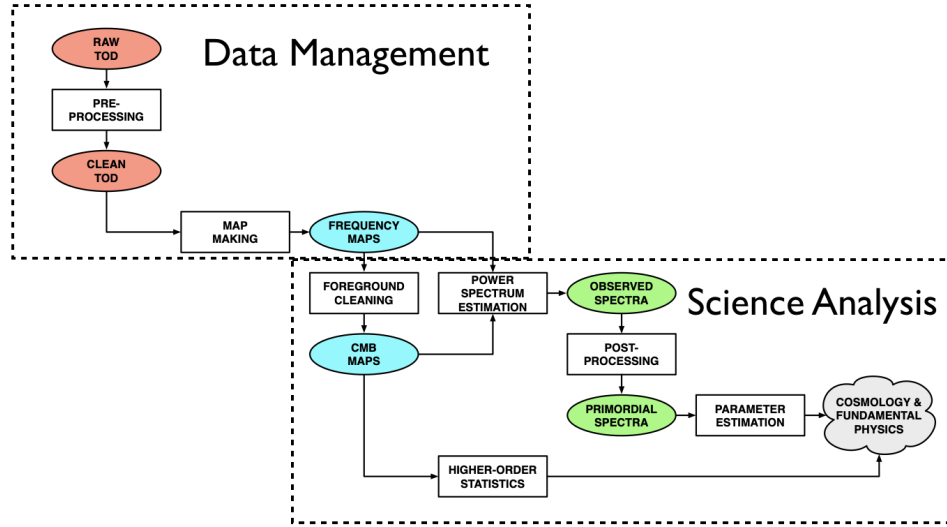 RAW
TOD
Data Management
PRE-
PROCESSING
CLEAN
TOD
MAP
MAKING
FREQUENCY
MAPS
FOREGROUND
CLEANING
POWER
SPECTRUM
ESTIMATION
OBSERVED
SPECTRA
Science Analysis
CMB
MAPS
POST-
PROCESSING
PRIMORDIAL
SPECTRA
PARAMETER
ESTIMATION
COSMOLOGY &
FUNDAMENTAL
PHYSICS
HIGHER-ORDER
STATISTICS